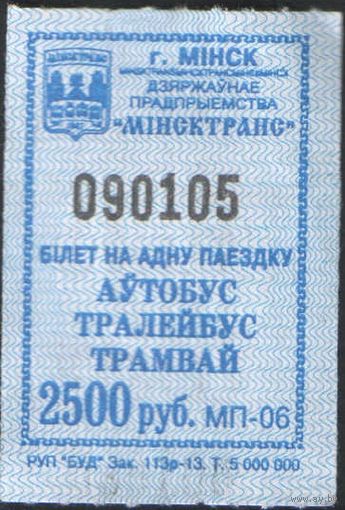 МІНСКТРАНС
г. МІНСК
ДЗЯРЖАЎНАЕ
ПРАДПРЫЕМСТВА
"МІНСКТРАНС"
090105
БІЛЕТ НА АДНУ ПАЕЗДКУ
АЎТОБУС
ТРАЛЕЙБУС
ТРАМВАЙ
2500 руб. МП-06
РУП "БУД" Зак. 113р-13. Т. 5 000 000